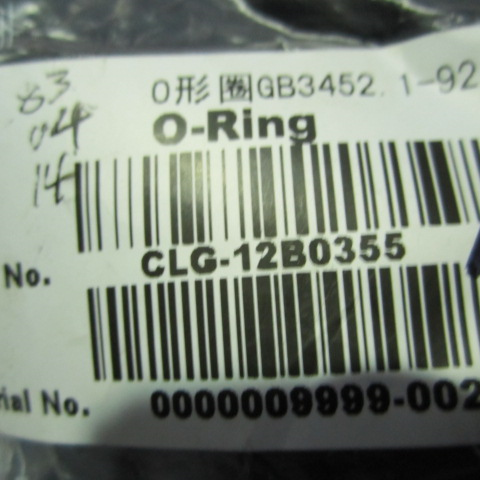 83
04
14
O形圈GB3452.1-92
O-Ring
No. CLG-12B0355
rial No. 0000009999-002